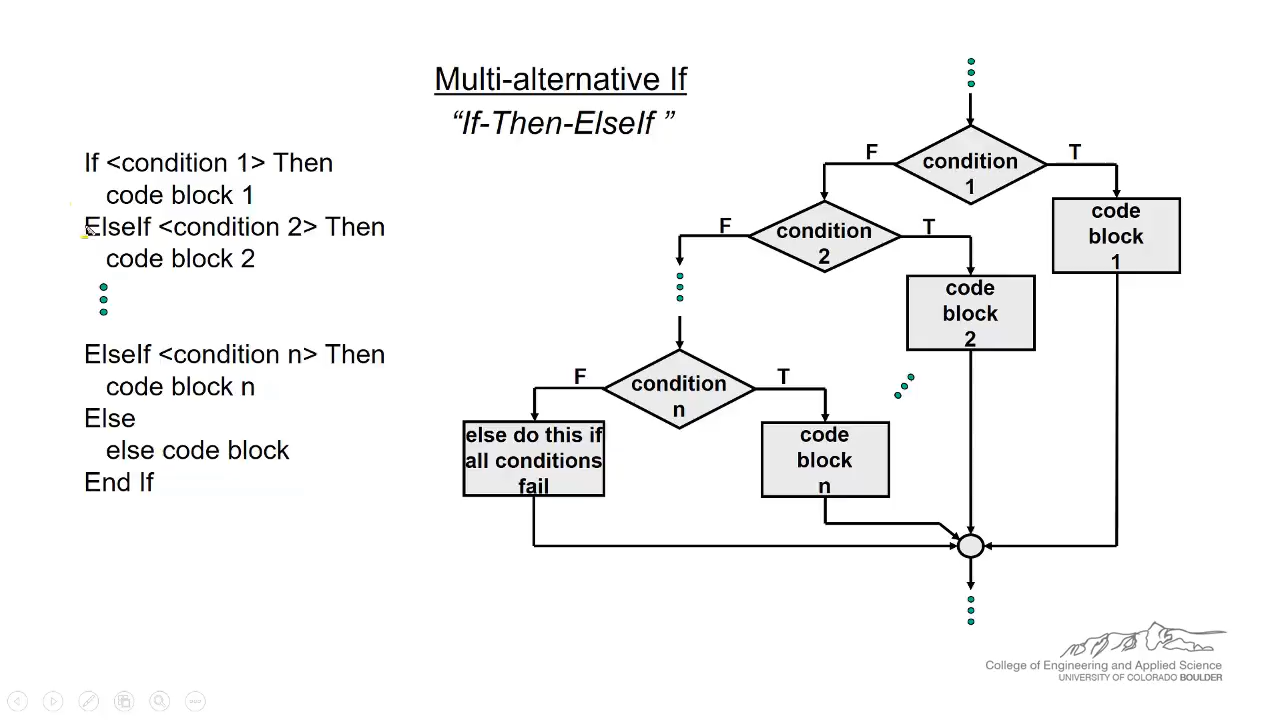 Multi-alternative If
“If-Then-ElseIf ”
If <condition 1> Then
code block 1
ElseIf <condition 2> Then
code block 2
ElseIf <condition n> Then
code block n
Else
else code block
End If
condition
1
F
T
code
block
1
condition
2
F
T
code
block
2
condition
n
F
T
code
block
n
else do this if
all conditions
fail
College of Engineering and Applied Science
UNIVERSITY OF COLORADO BOULDER